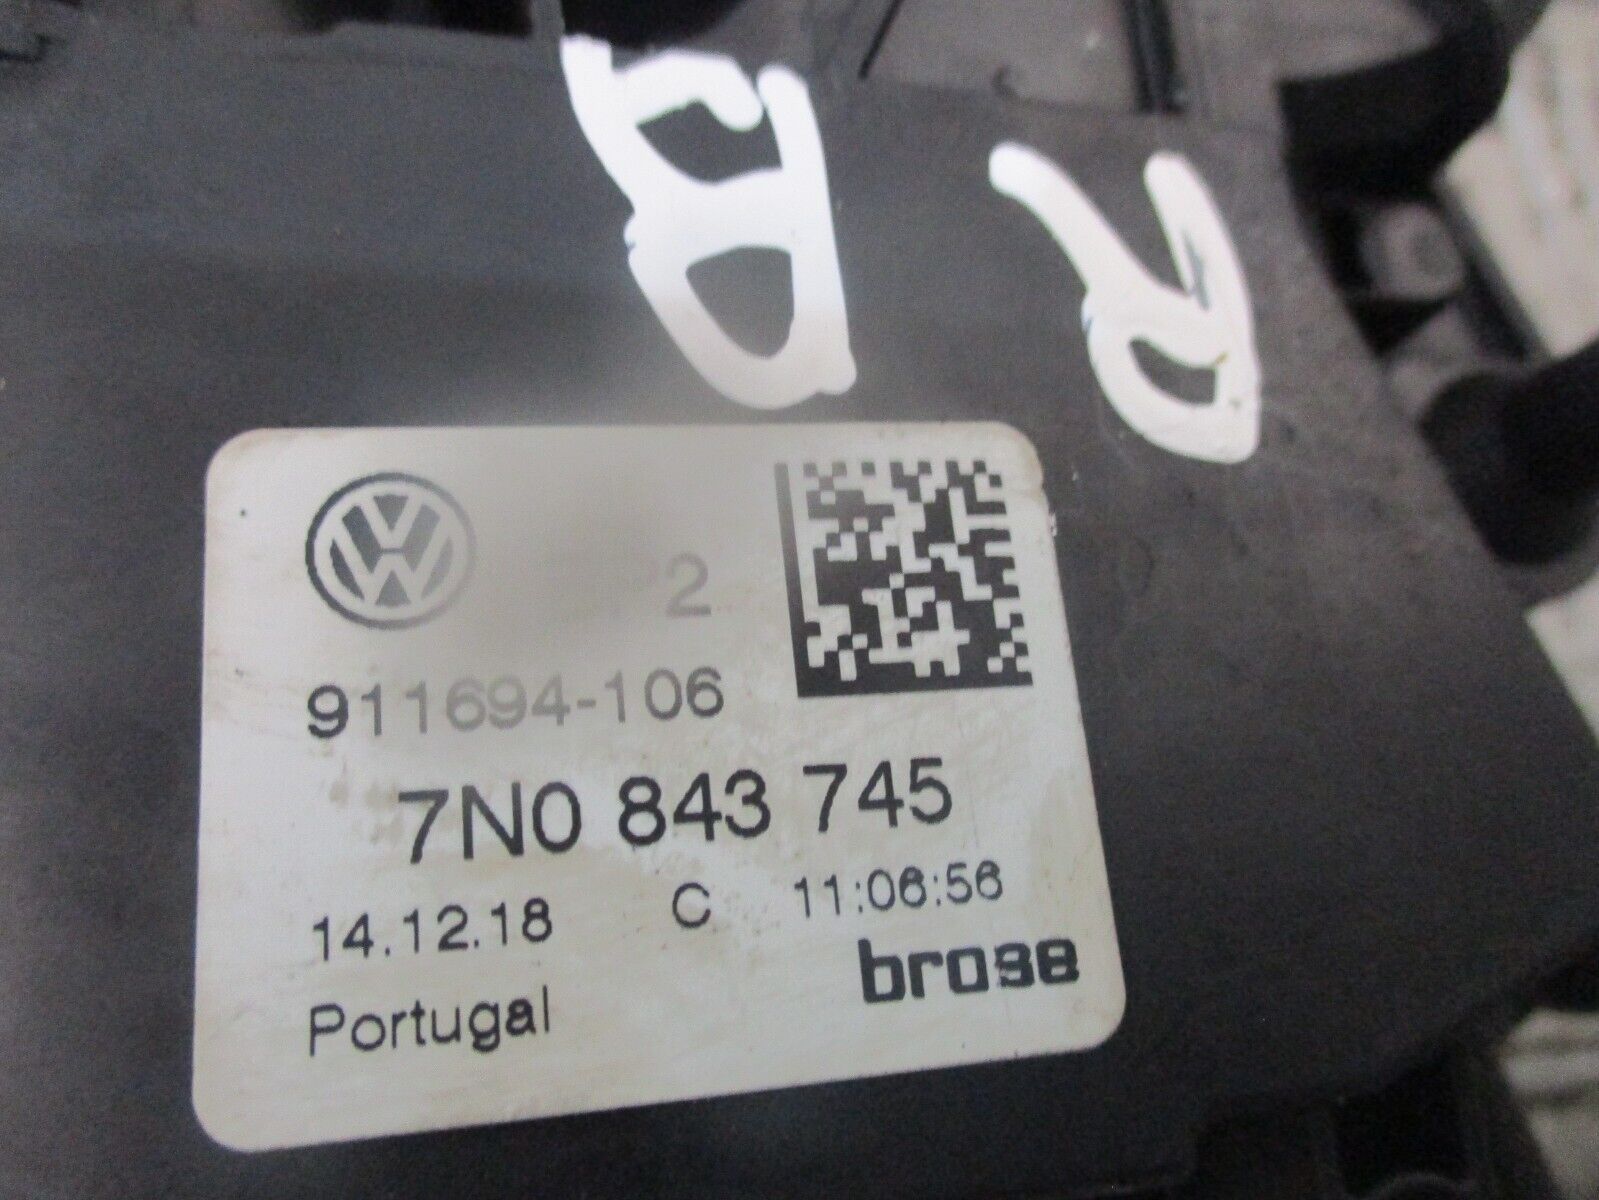 2
911694-106
7N0 843 745
14.12.18 C 11:06:56
brose
Portugal